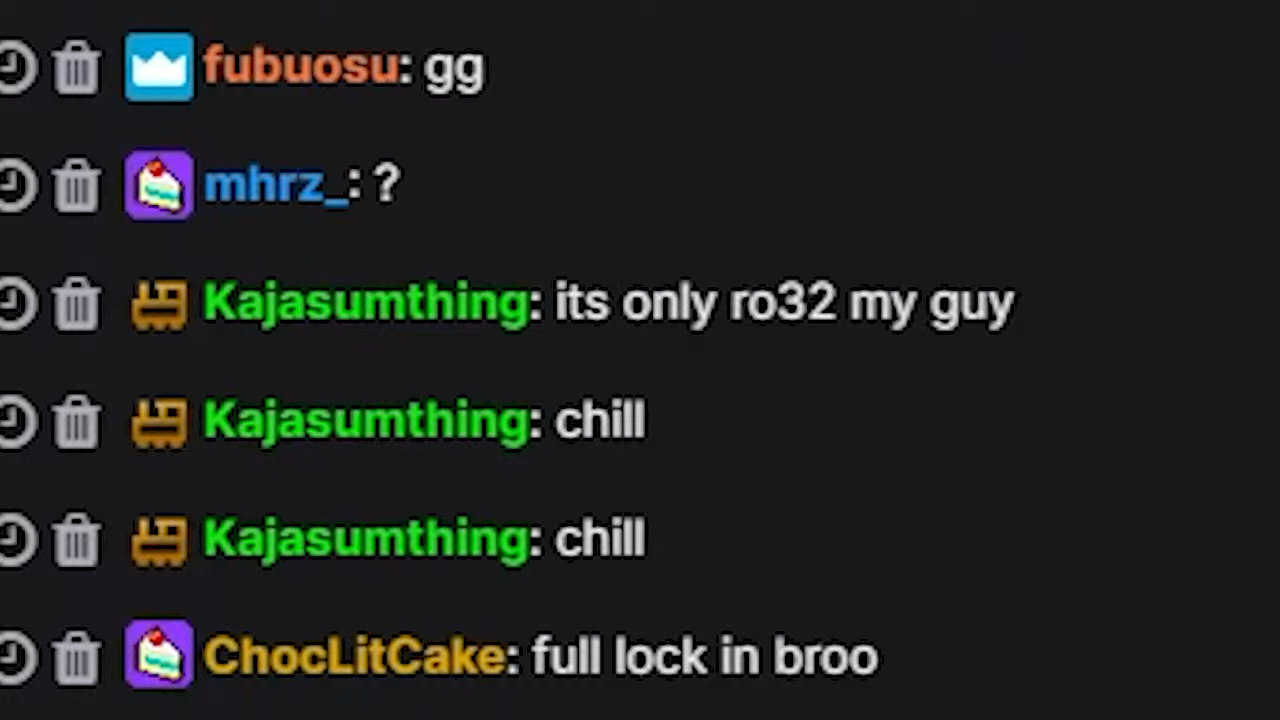 fubuosu: gg
mhrz_: ?
Kajasumthing: its only ro32 my guy
Kajasumthing: chill
Kajasumthing: chill
ChocLitCake: full lock in broo